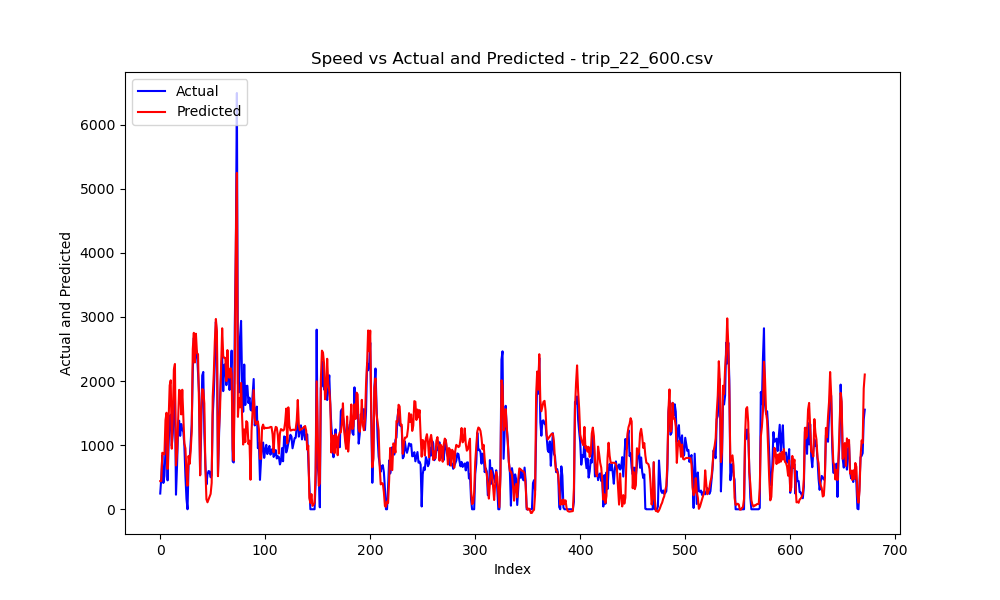 Speed vs Actual and Predicted - trip_22_600.csv
Actual
Predicted
6000
5000
4000
3000
2000
1000
0
Actual and Predicted
0 100 200 300 400 500 600 700
Index